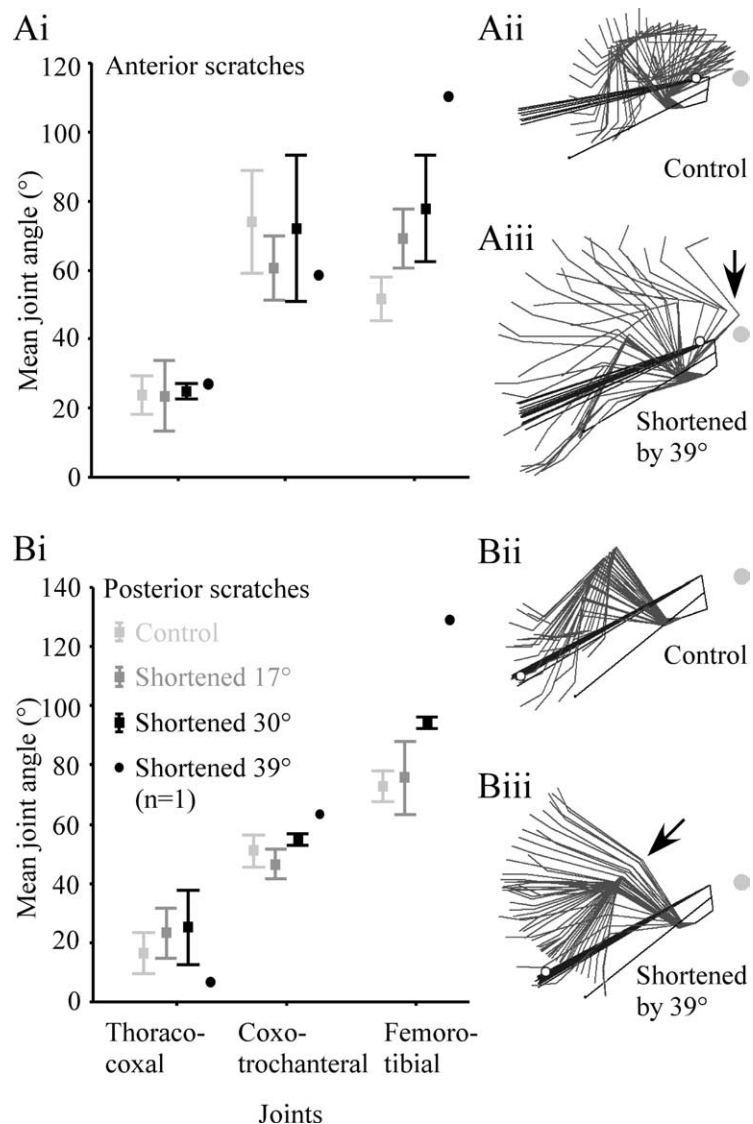 Ai
Anterior scratches
120
100
80
60
40
20
0
Mean joint angle (°)
Aii
Control
Aiii
Shortened
by 39°
Bi
Posterior scratches
Control
Shortened 17°
Shortened 30°
Shortened 39°
(n=1)
140
120
100
80
60
40
20
0
Mean joint angle (°)
Thoraco-
coxal
Coxo-
trochanteral
Femoro-
tibial
Joints
Bii
Control
Biii
Shortened
by 39°